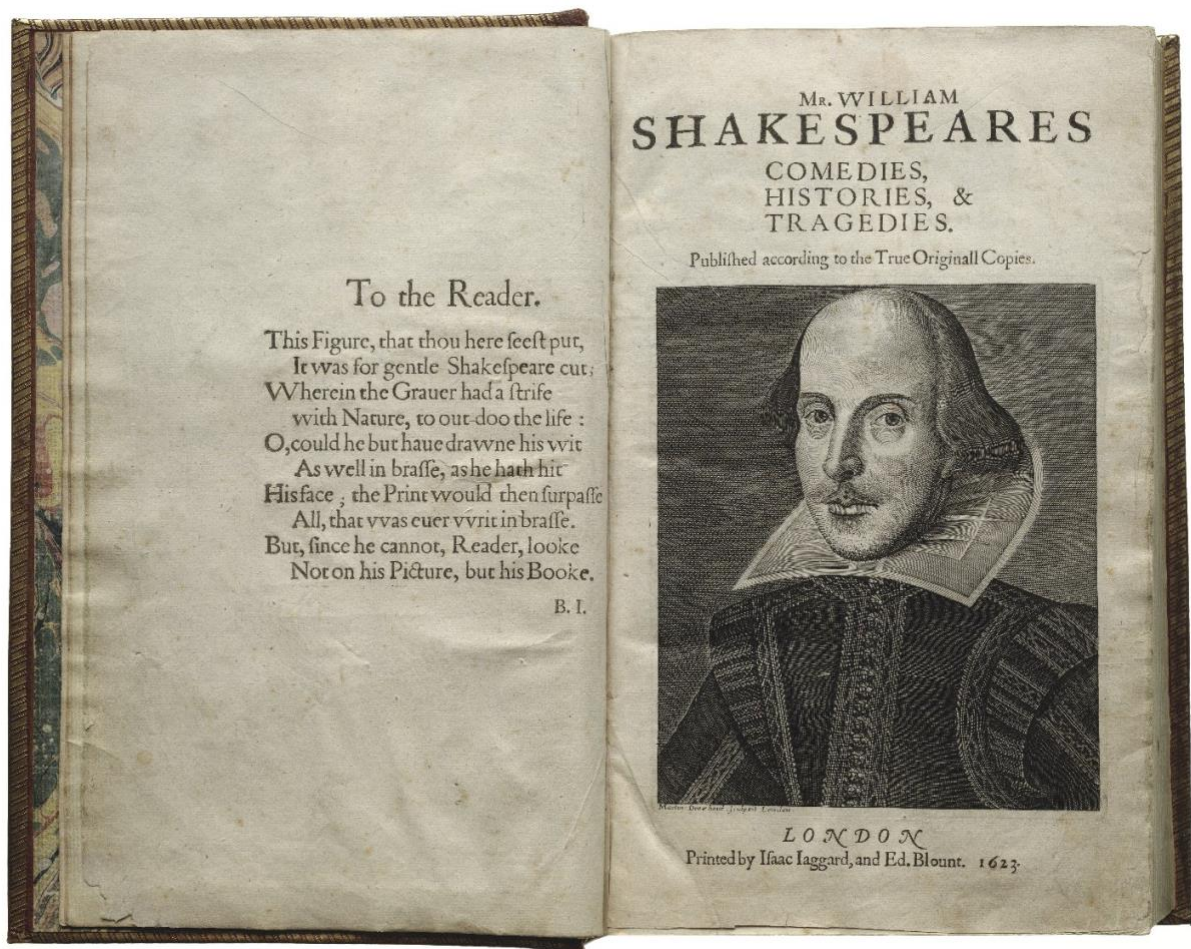 To the Reader.
This Figure, that thou here ſeeſt put,
It was for gentle Shakeſpeare cut;
Wherein the Grauer had a ſtrife
with Nature, to out-doo the life :
O, could he but haue drawne his wit
As well in braſſe, as he hath hit
His face ; the Print would then ſurpaſſe
All, that vvas euer vvrit in braſſe.
But, ſince he cannot, Reader, looke
Not on his Picture, but his Booke.
B. I.
MR. WILLIAM
SHAKESPEARES
COMEDIES,
HISTORIES, &
TRAGEDIES.
Publiſhed according to the True Originall Copies.
Martin Droeshout ſculpsit London
LONDON
Printed by Iſaac Iaggard, and Ed. Blount. 1623.